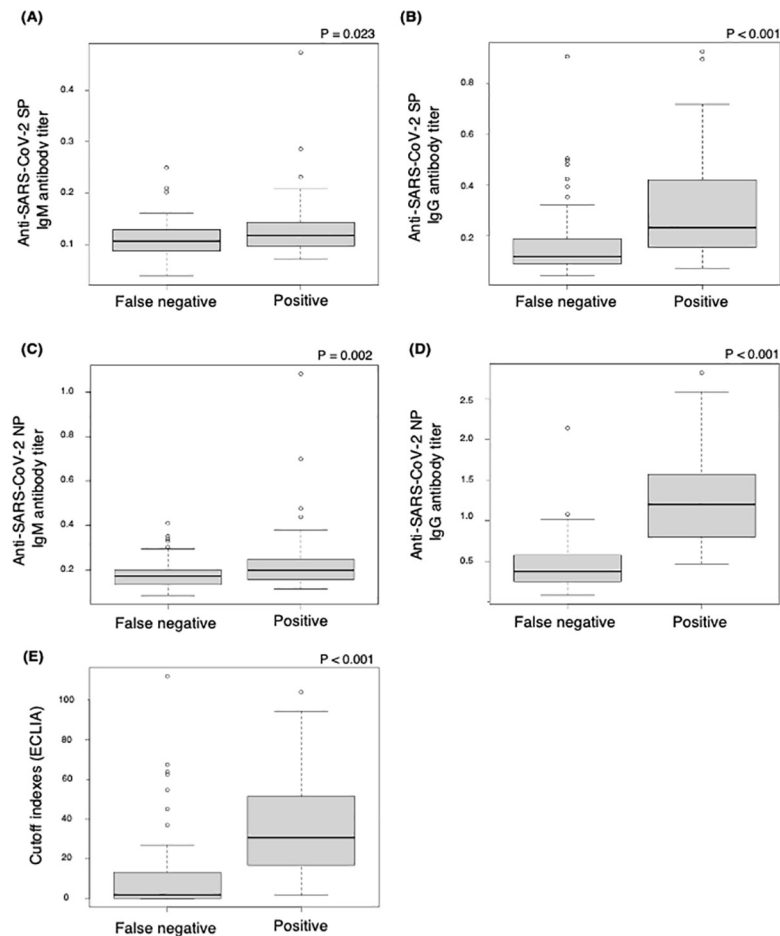 (A)
P = 0.023
Anti-SARS-CoV-2 SP
IgM antibody titer
0.4
0.3
0.2
0.1
False negative
Positive
(B)
P < 0.001
Anti-SARS-CoV-2 SP
IgG antibody titer
0.8
0.6
0.4
0.2
False negative
Positive
(C)
P = 0.002
Anti-SARS-CoV-2 NP
IgM antibody titer
1.0
0.8
0.6
0.4
0.2
False negative
Positive
(D)
P < 0.001
Anti-SARS-CoV-2 NP
IgG antibody titer
2.5
2.0
1.5
1.0
0.5
False negative
Positive
(E)
P < 0.001
Cutoff indexes (ECLIA)
100
80
60
40
20
0
False negative
Positive